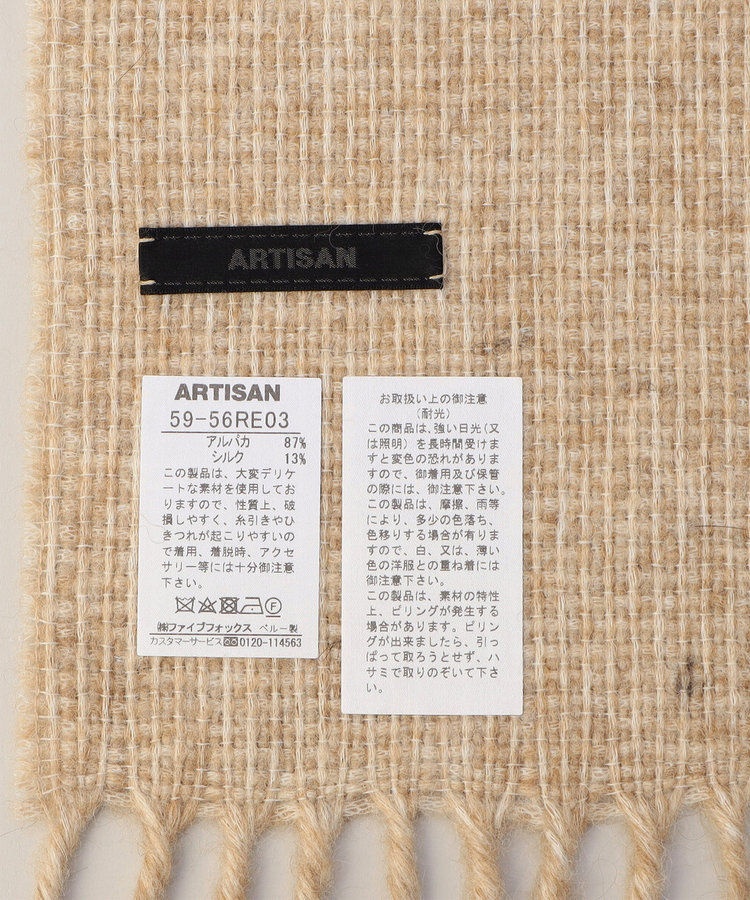 ARTISAN
ARTISAN
59-56RE03
アルパカ 87%
シルク 13%
この製品は、大変デリケ
ートな素材を使用してお
りますので、性質上、破
損しやすく、糸引きやひ
きつれが起こりやすいの
で着用、着脱時、アクセ
サリー等には十分御注意
下さい。
㈱ファイブフォックス ペルー製
カスタマーサービス 0120-114563
お取扱い上の御注意
(耐光)
この商品は、強い日光(又
は照明)を長時間受けま
すと変色の恐れがありま
すので、御着用及び保管
の際には、御注意下さい。
この製品は、摩擦、雨等
により、多少の色落ち、
色移りする場合が有りま
すので、白、又は、薄い
色の洋服との重ね着には
御注意下さい。
この製品は、素材の特性
上、ピリングが発生する
場合があります。ピリン
グが出来ましたら、引っ
ぱって取ろうとせず、ハ
サミで取りのぞいて下さ
い。